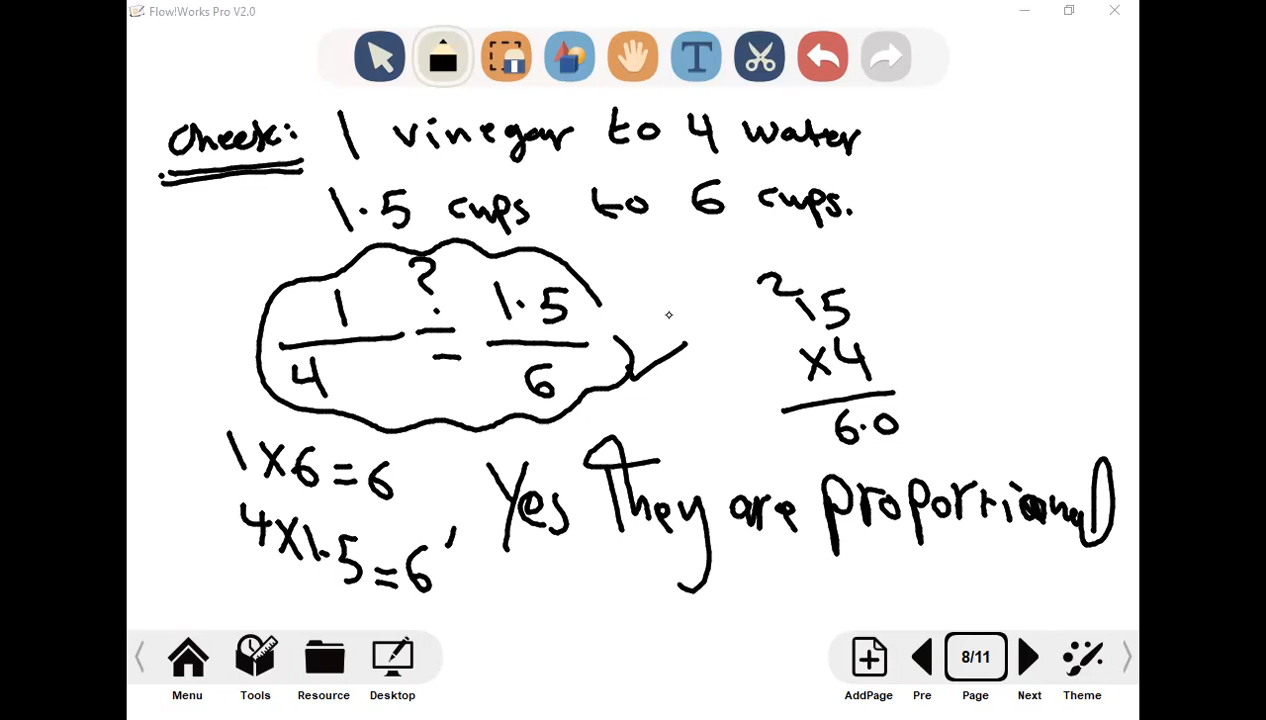 Flow!Works Pro V2.0
Check: 1 vinegar to 4 water
1.5 cups to 6 cups.
?
1/4 = 1.5/6 ✓
2
15
x4
6.0
1x6=6
4x1.5=6'
Yes They are proportional
8/11
Menu Tools Resource Desktop AddPage Pre Page Next Theme